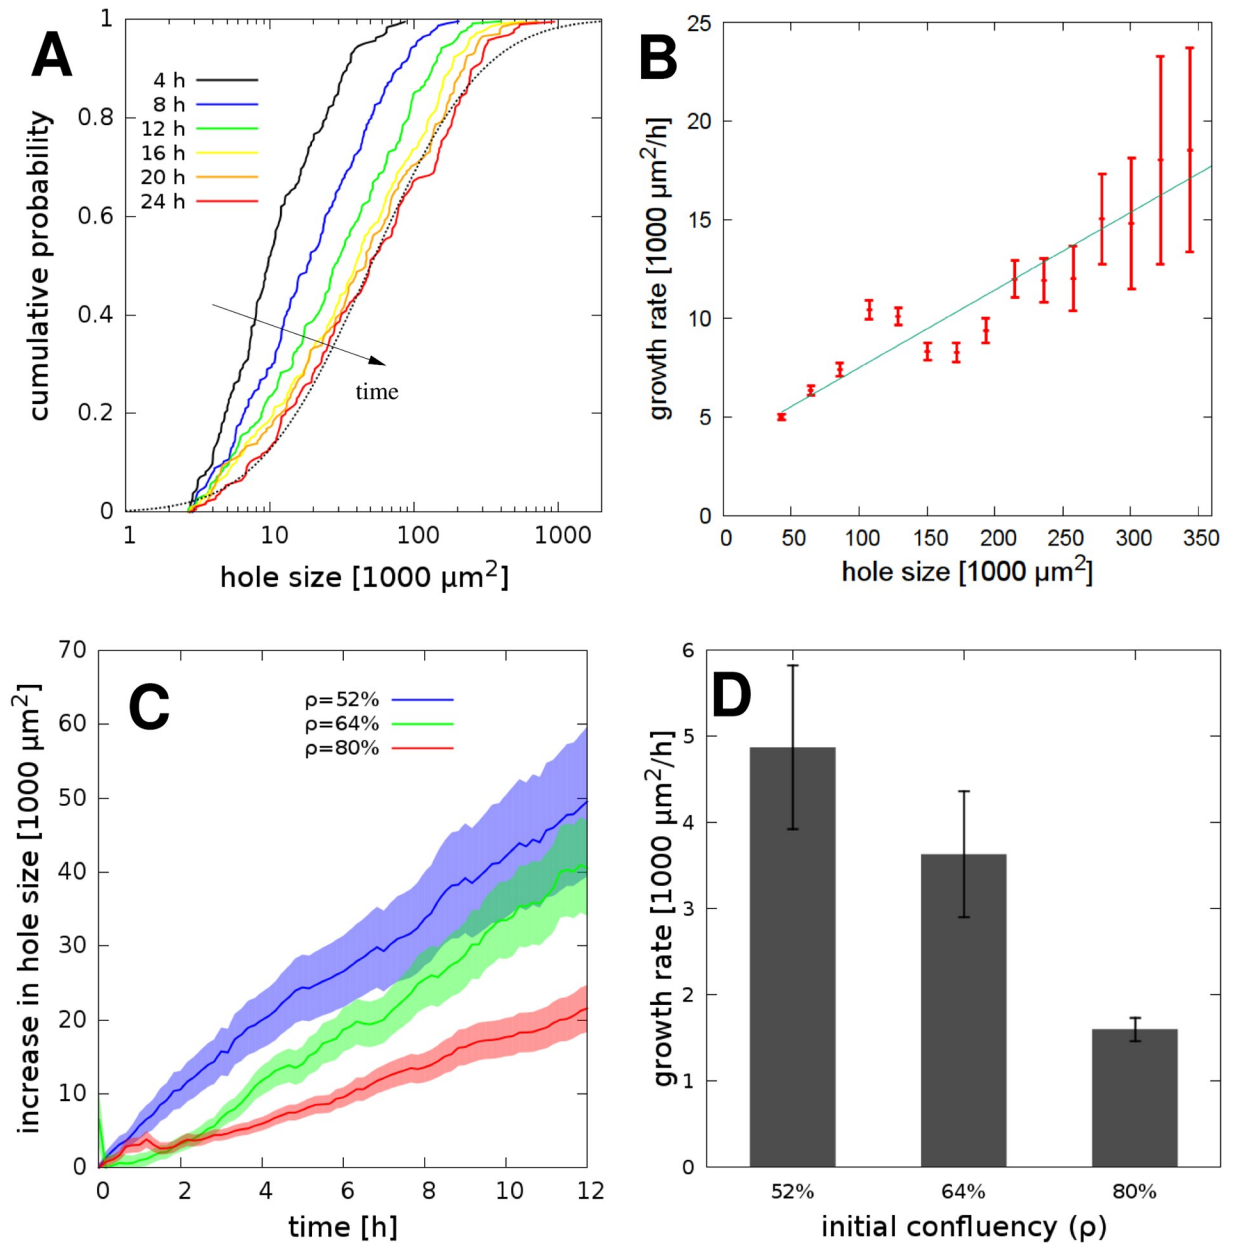 A
1
0.8
0.6
0.4
0.2
0
cumulative probability
4 h
8 h
12 h
16 h
20 h
24 h
time
1 10 100 1000
hole size [1000 μm²]
B
25
20
15
10
5
0
growth rate [1000 μm²/h]
0 50 100 150 200 250 300 350
hole size [1000 μm²]
C
70
60
50
40
30
20
10
0
increase in hole size [1000 μm²]
ρ=52%
ρ=64%
ρ=80%
0 2 4 6 8 10 12
time [h]
D
6
5
4
3
2
1
0
growth rate [1000 μm²/h]
52% 64% 80%
initial confluency (ρ)